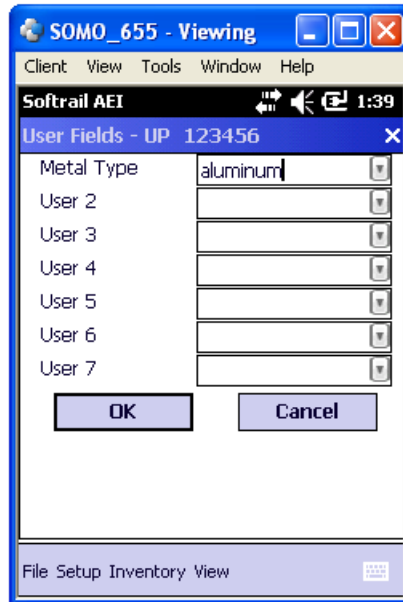 SOMO_655 - Viewing
Client View Tools Window Help
Softrail AEI 1:39
User Fields - UP 123456
Metal Type aluminum
User 2
User 3
User 4
User 5
User 6
User 7
OK Cancel
File Setup Inventory View